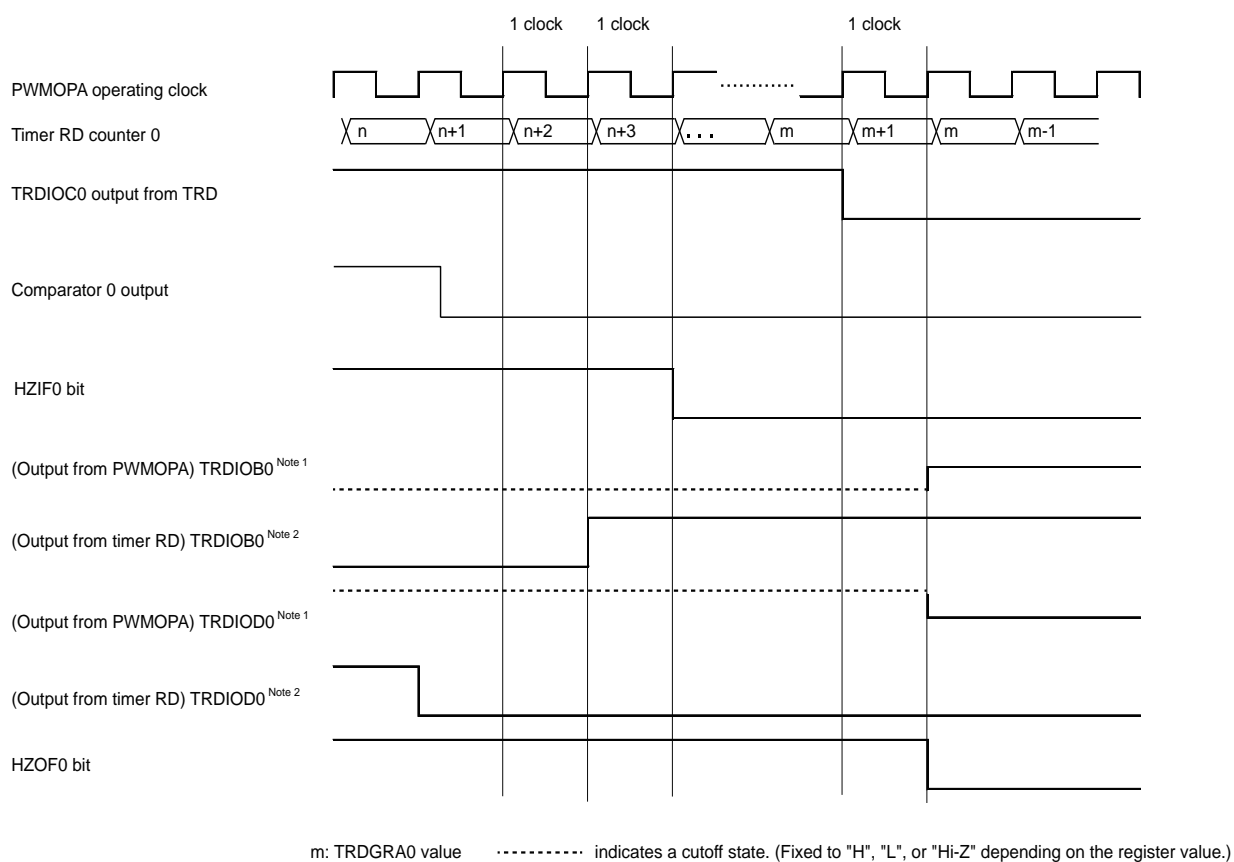 1 clock 1 clock 1 clock
PWMOPA operating clock
Timer RD counter 0 n n+1 n+2 n+3 . . . m m+1 m m-1
TRDIOC0 output from TRD
Comparator 0 output
HZIF0 bit
(Output from PWMOPA) TRDIOB0 Note 1
(Output from timer RD) TRDIOB0 Note 2
(Output from PWMOPA) TRDIOD0 Note 1
(Output from timer RD) TRDIOD0 Note 2
HZOF0 bit
m: TRDGRA0 value indicates a cutoff state. (Fixed to "H", "L", or "Hi-Z" depending on the register value.)